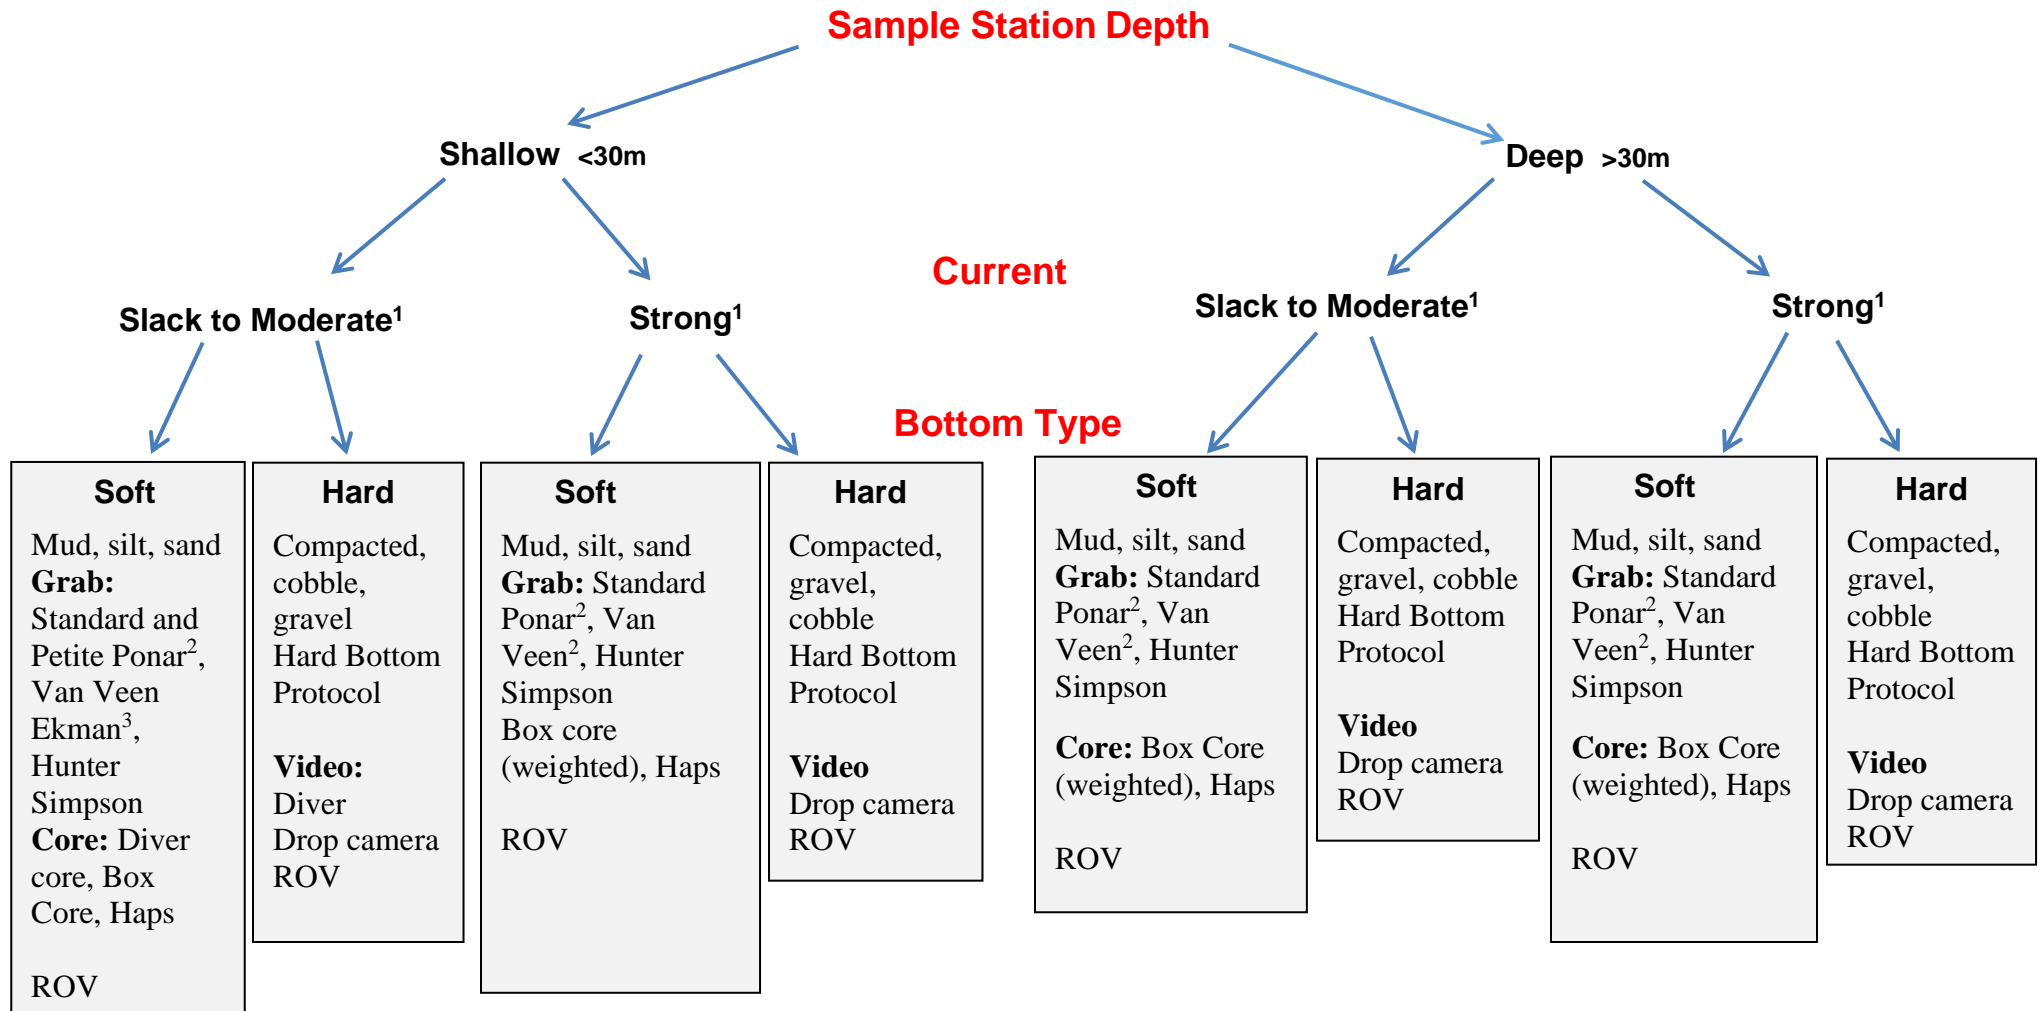 Sample Station Depth
Shallow <30m
Deep >30m
Current
Slack to Moderate¹
Strong¹
Slack to Moderate¹
Strong¹
Bottom Type
Soft
Mud, silt, sand
Grab:
Standard and
Petite Ponar²,
Van Veen
Ekman³,
Hunter
Simpson
Core: Diver
core, Box
Core, Haps
ROV
Hard
Compacted,
cobble,
gravel
Hard Bottom
Protocol
Video:
Diver
Drop camera
ROV
Soft
Mud, silt, sand
Grab: Standard
Ponar², Van
Veen², Hunter
Simpson
Box core
(weighted), Haps
ROV
Hard
Compacted,
gravel,
cobble
Hard Bottom
Protocol
Video
Drop camera
ROV
Soft
Mud, silt, sand
Grab: Standard
Ponar², Van
Veen², Hunter
Simpson
Core: Box Core
(weighted), Haps
ROV
Hard
Compacted,
gravel, cobble
Hard Bottom
Protocol
Video
Drop camera
ROV
Soft
Mud, silt, sand
Grab: Standard
Ponar², Van
Veen², Hunter
Simpson
Core: Box Core
(weighted), Haps
ROV
Hard
Compacted,
gravel,
cobble
Hard Bottom
Protocol
Video
Drop camera
ROV